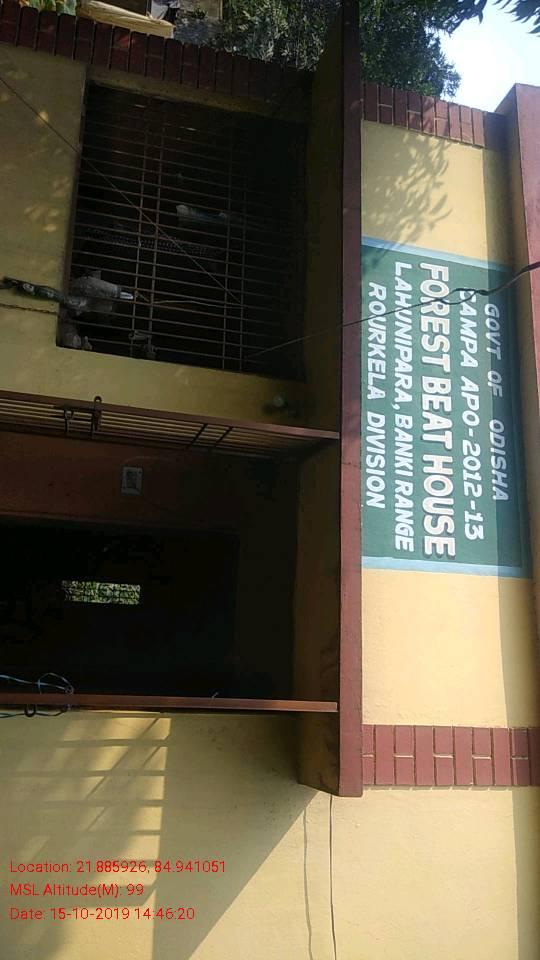 GOVT OF ODISHA
CAMPA APO-2012-13
FOREST BEAT HOUSE
LAHUNIPARA, BANKI RANGE
ROURKELA DIVISION
Location: 21.885926, 84.941051
MSL Altitude(M): 99
Date: 15-10-2019 14:46:20